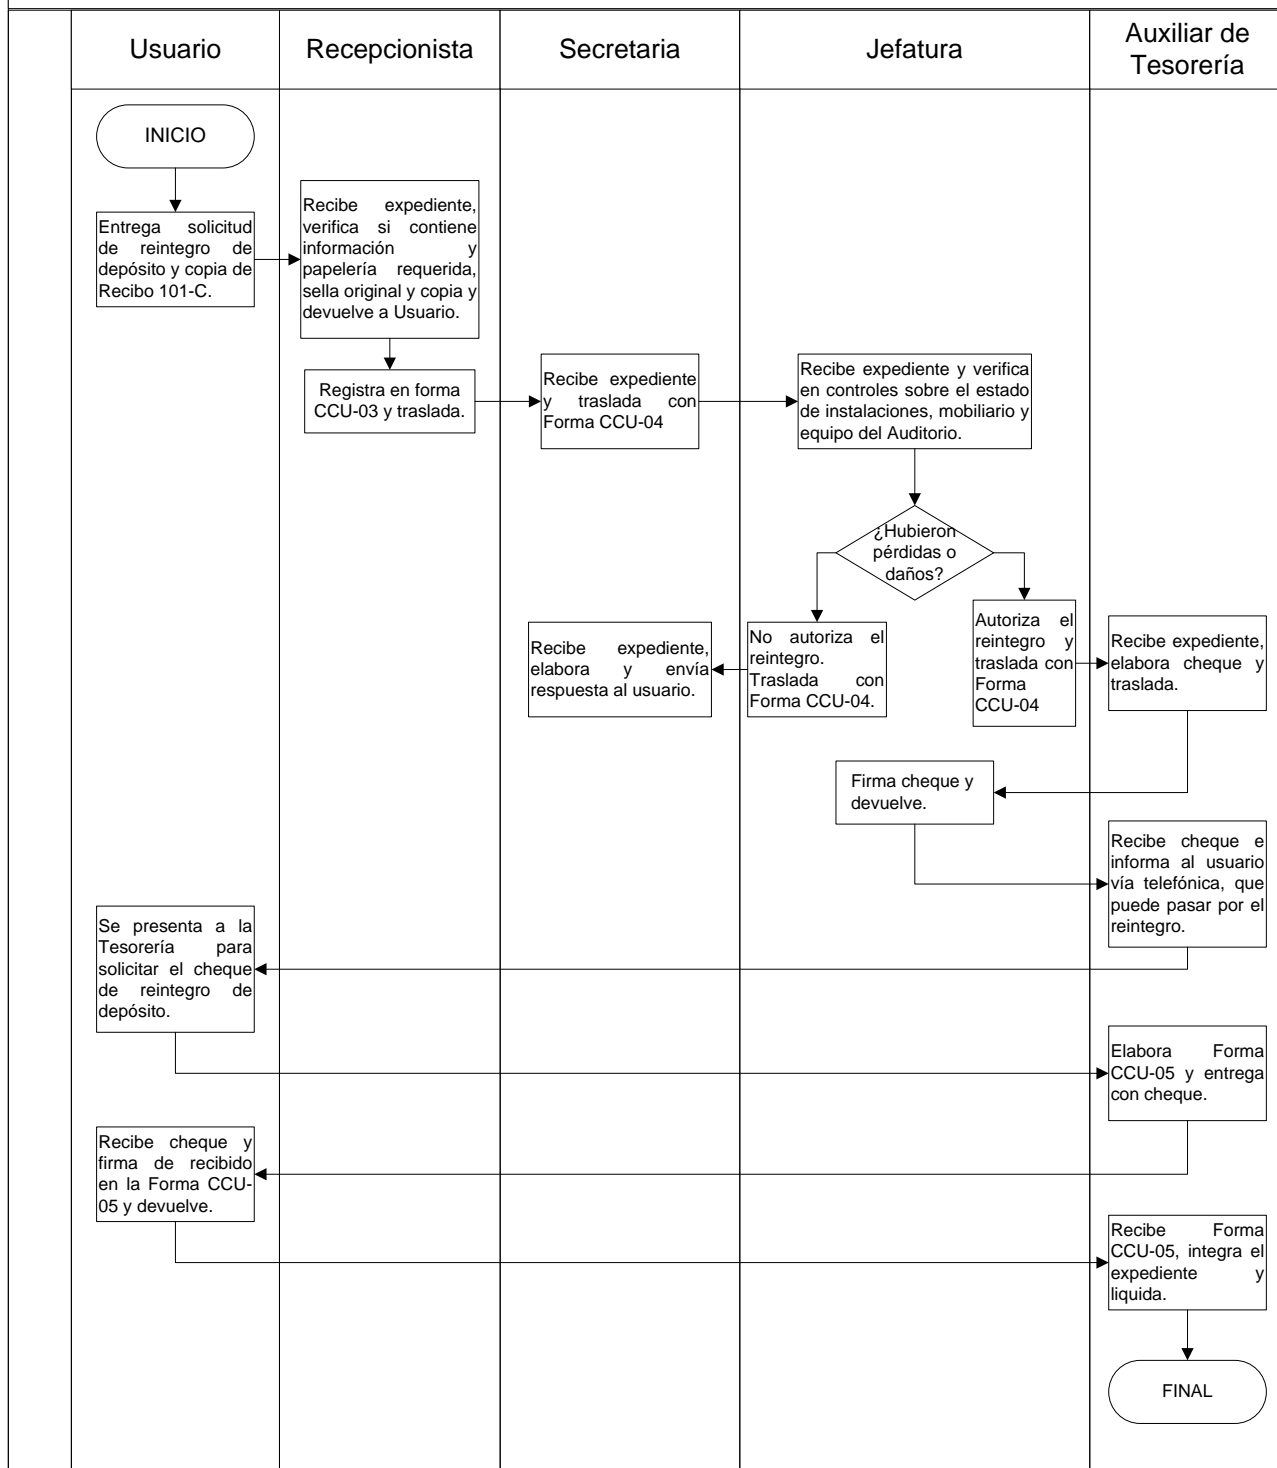 Usuario
Recepcionista
Secretaria
Jefatura
Auxiliar de
Tesorería
INICIO
Entrega solicitud
de reintegro de
depósito y copia de
Recibo 101-C.
Recibe expediente,
verifica si contiene
información y
papelería requerida,
sella original y copia y
devuelve a Usuario.
Registra en forma
CCU-03 y traslada.
Recibe expediente
y traslada con
Forma CCU-04
Recibe expediente y verifica
en controles sobre el estado
de instalaciones, mobiliario y
equipo del Auditorio.
¿Hubieron
pérdidas o
daños?
No autoriza el
reintegro.
Traslada con
Forma CCU-04.
Autoriza el
reintegro y
traslada con
Forma
CCU-04
Recibe expediente,
elabora y envía
respuesta al usuario.
Recibe expediente,
elabora cheque y
traslada.
Firma cheque y
devuelve.
Recibe cheque e
informa al usuario
vía telefónica, que
puede pasar por el
reintegro.
Se presenta a la
Tesorería para
solicitar el cheque
de reintegro de
depósito.
Elabora Forma
CCU-05 y entrega
con cheque.
Recibe cheque y
firma de recibido
en la Forma CCU-
05 y devuelve.
Recibe Forma
CCU-05, integra el
expediente y
liquida.
FINAL